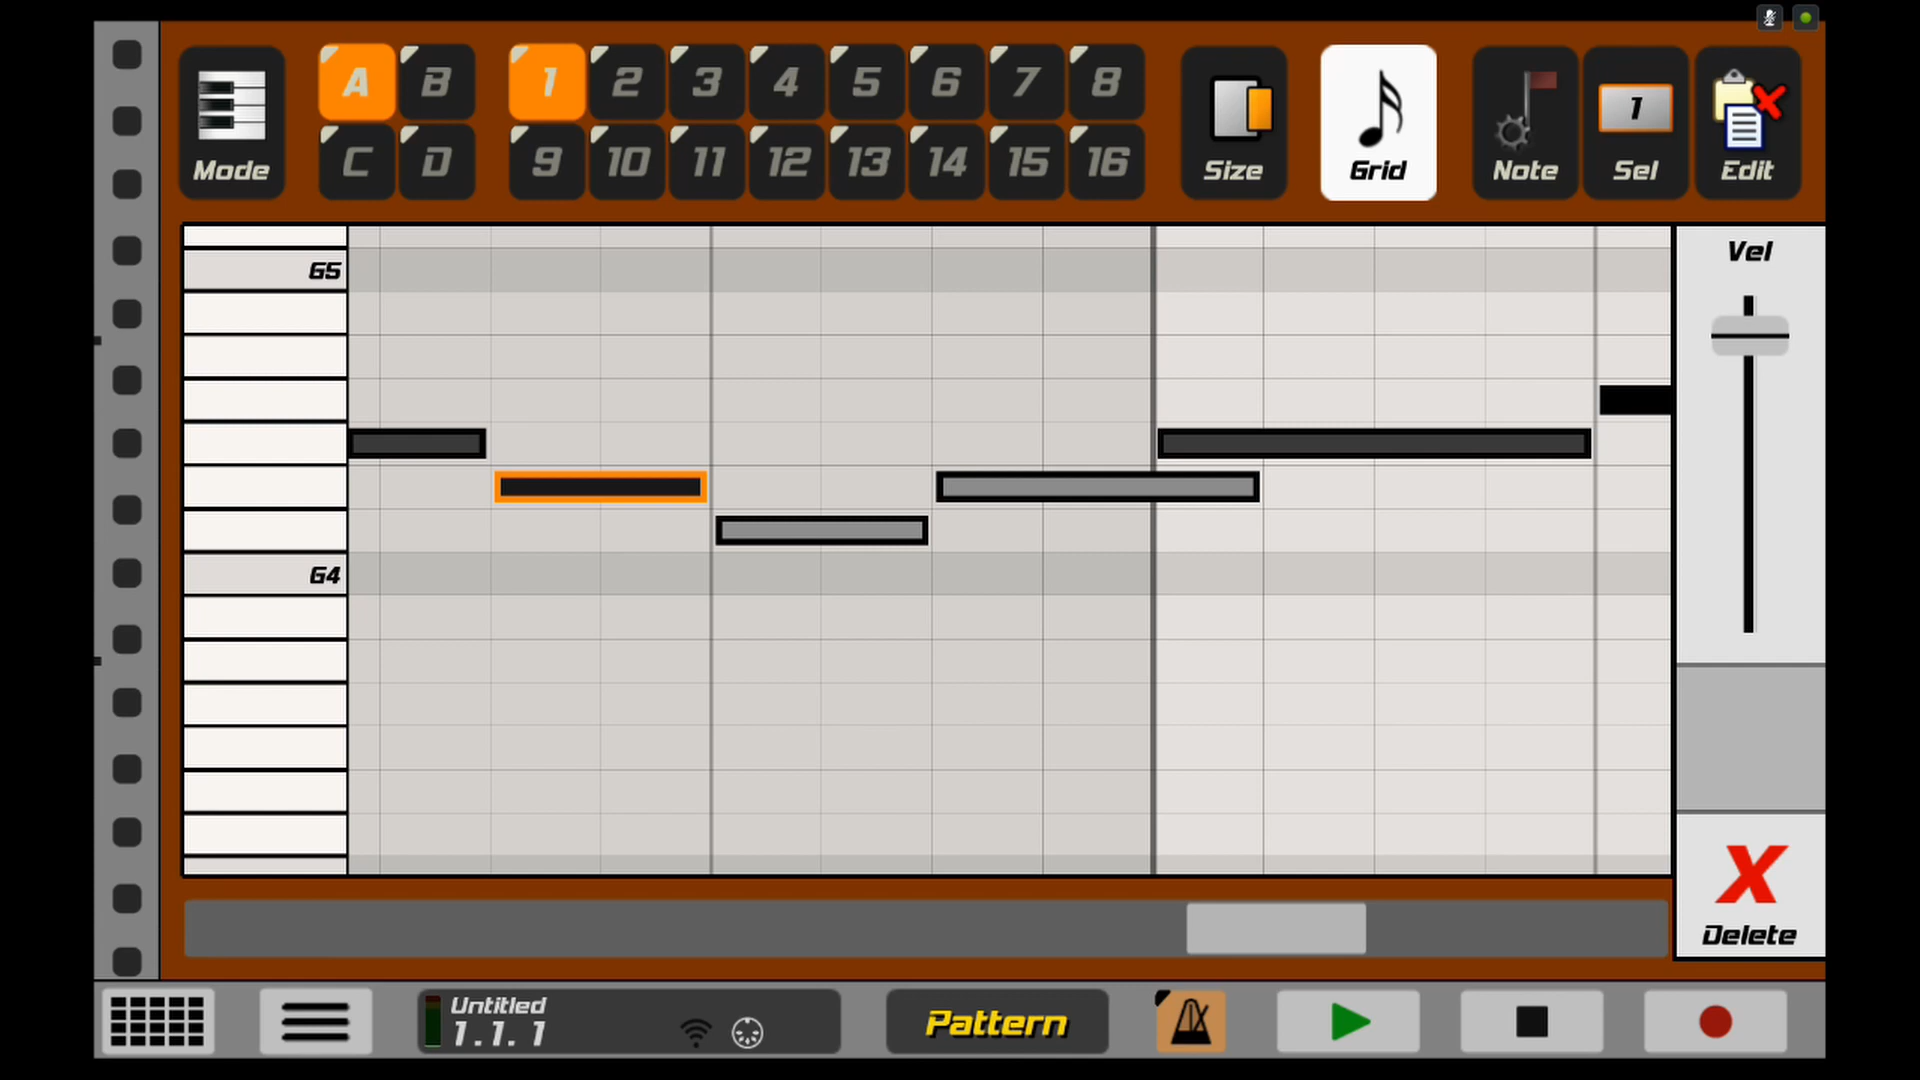 Mode
A B
C D
1 2 3 4 5 6 7 8
9 10 11 12 13 14 15 16
Size
Grid
Note
1
Sel
Edit
Vel
G5
G4
Delete
Untitled
1. 1. 1
Pattern